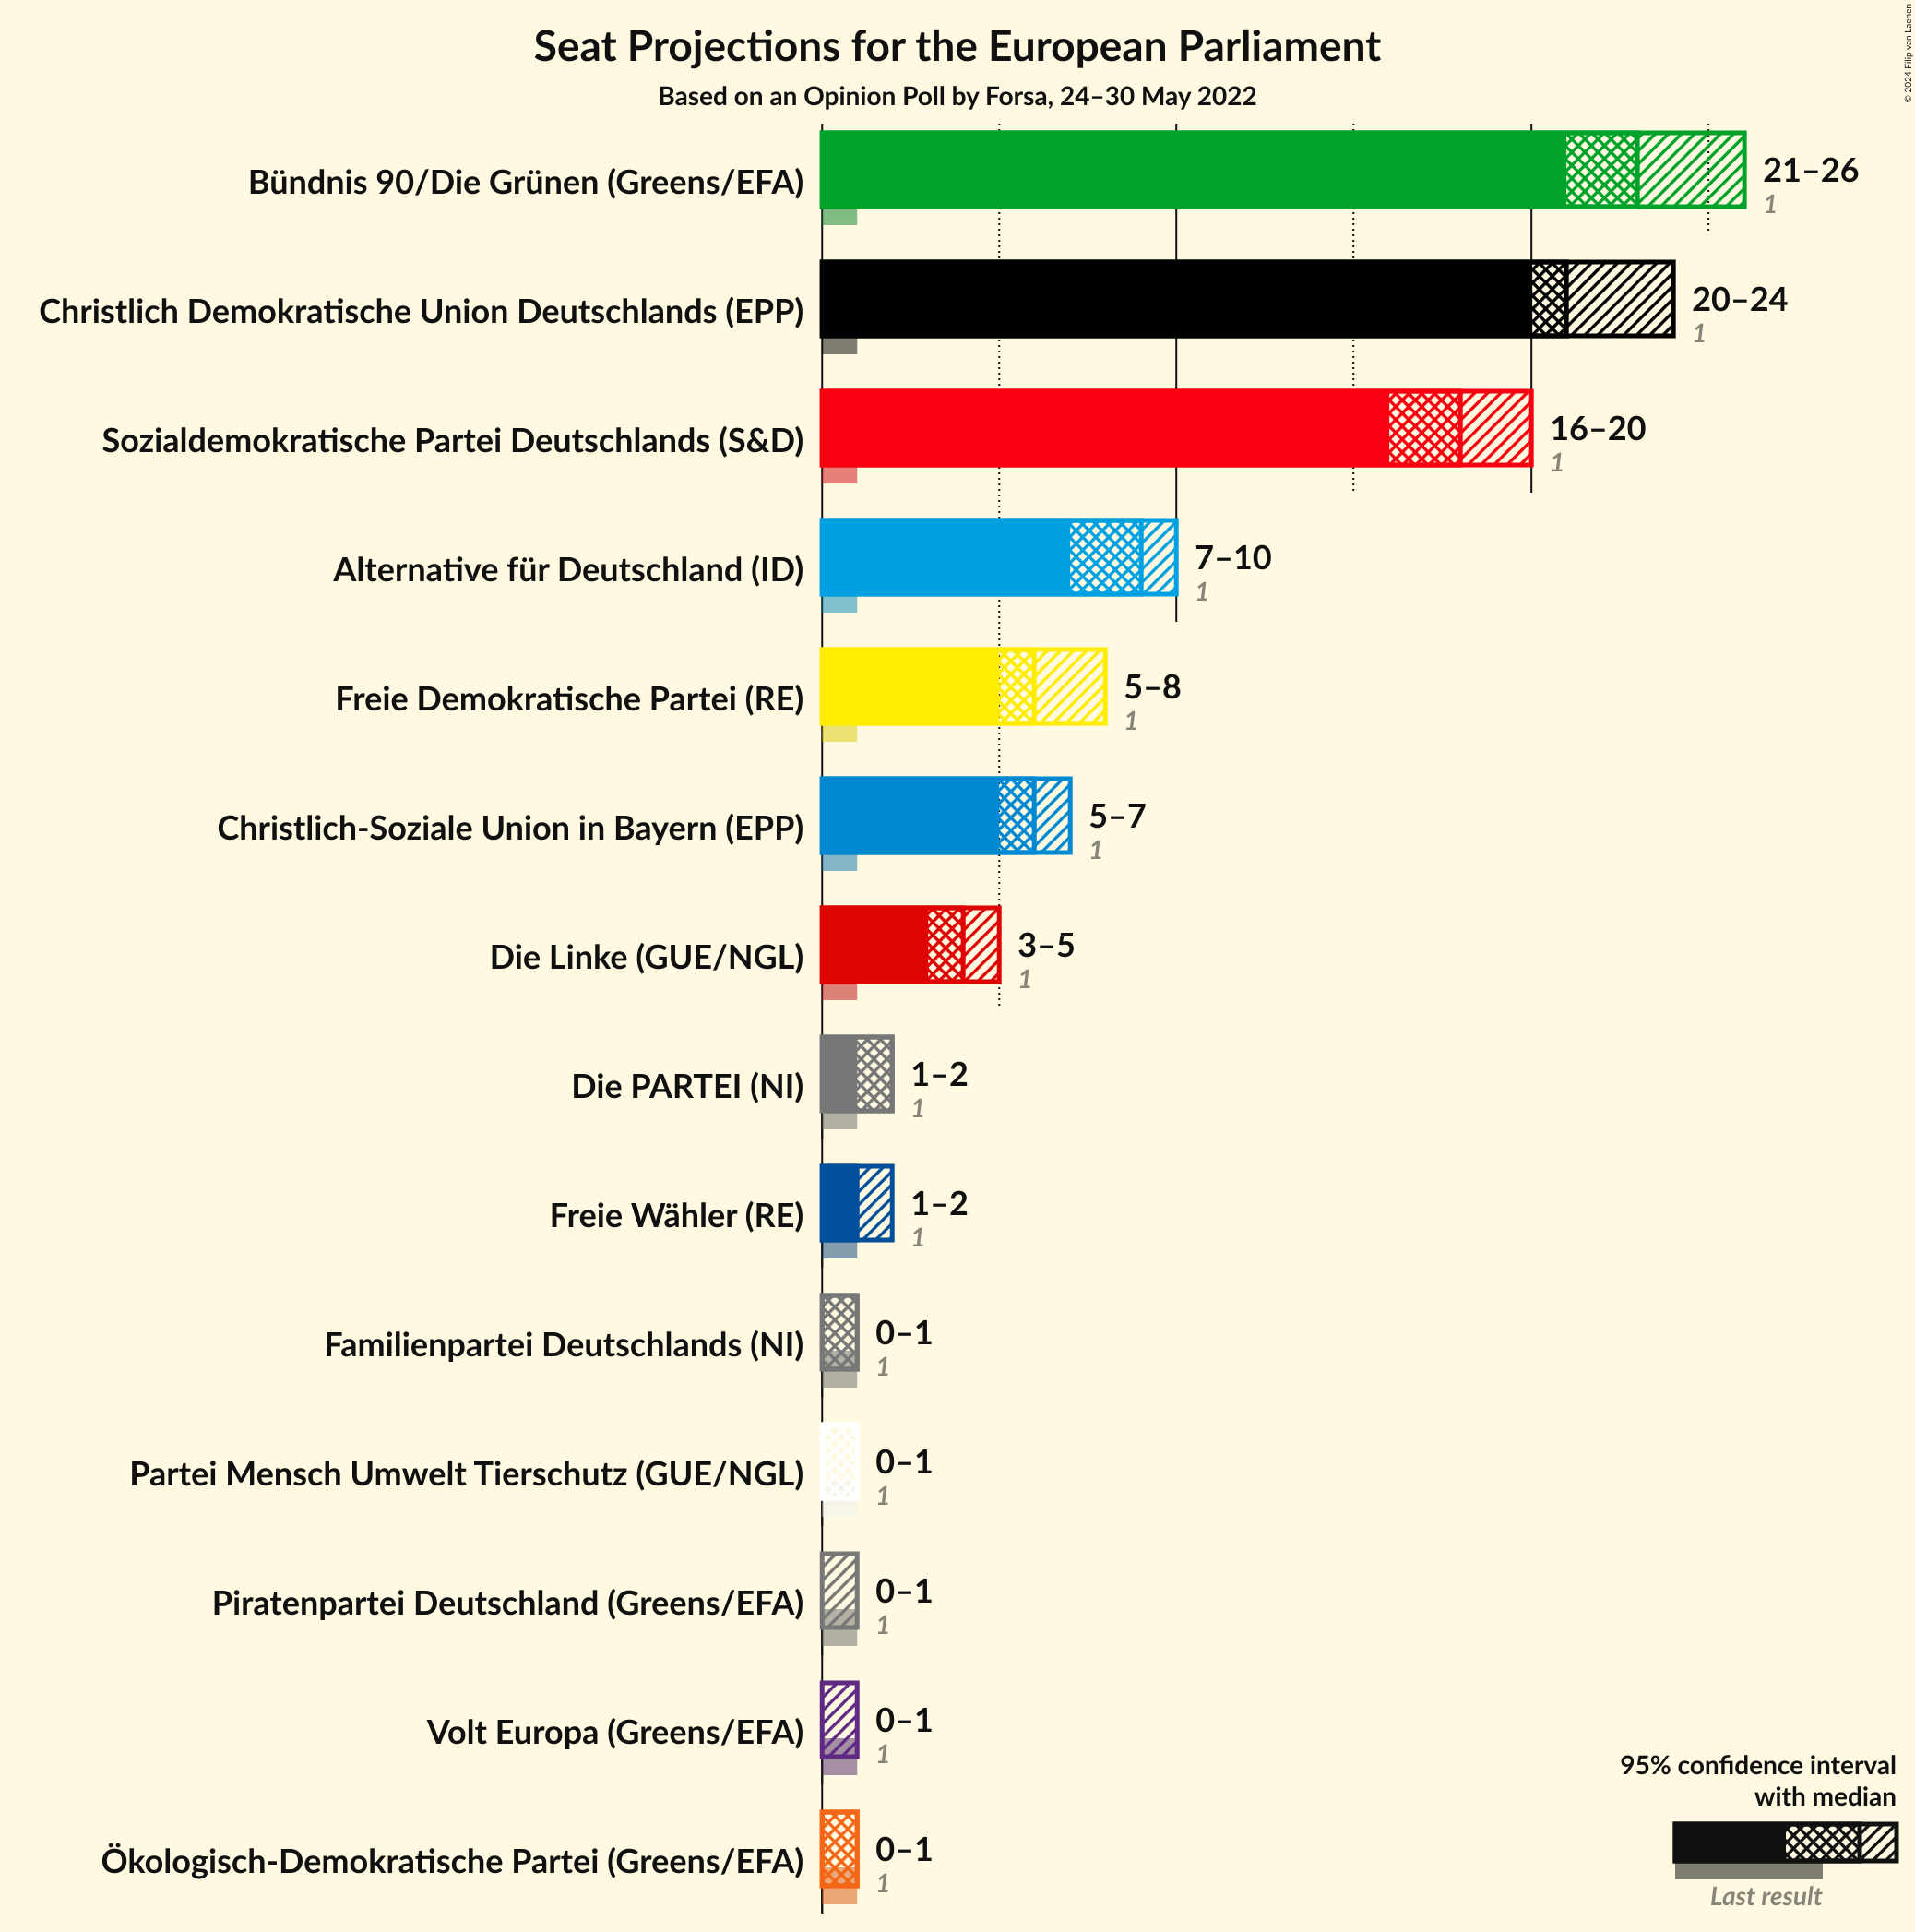 Seat Projections for the European Parliament
Based on an Opinion Poll by Forsa, 24–30 May 2022
© 2024 Filip van Laenen
Bündnis 90/Die Grünen (Greens/EFA)
21–26
1
Christlich Demokratische Union Deutschlands (EPP)
20–24
1
Sozialdemokratische Partei Deutschlands (S&D)
16–20
1
Alternative für Deutschland (ID)
7–10
1
Freie Demokratische Partei (RE)
5–8
1
Christlich-Soziale Union in Bayern (EPP)
5–7
1
Die Linke (GUE/NGL)
3–5
1
Die PARTEI (NI)
1–2
1
Freie Wähler (RE)
1–2
1
Familienpartei Deutschlands (NI)
0–1
1
Partei Mensch Umwelt Tierschutz (GUE/NGL)
0–1
1
Piratenpartei Deutschland (Greens/EFA)
0–1
1
Volt Europa (Greens/EFA)
0–1
1
Ökologisch-Demokratische Partei (Greens/EFA)
0–1
1
95% confidence interval
with median
Last result